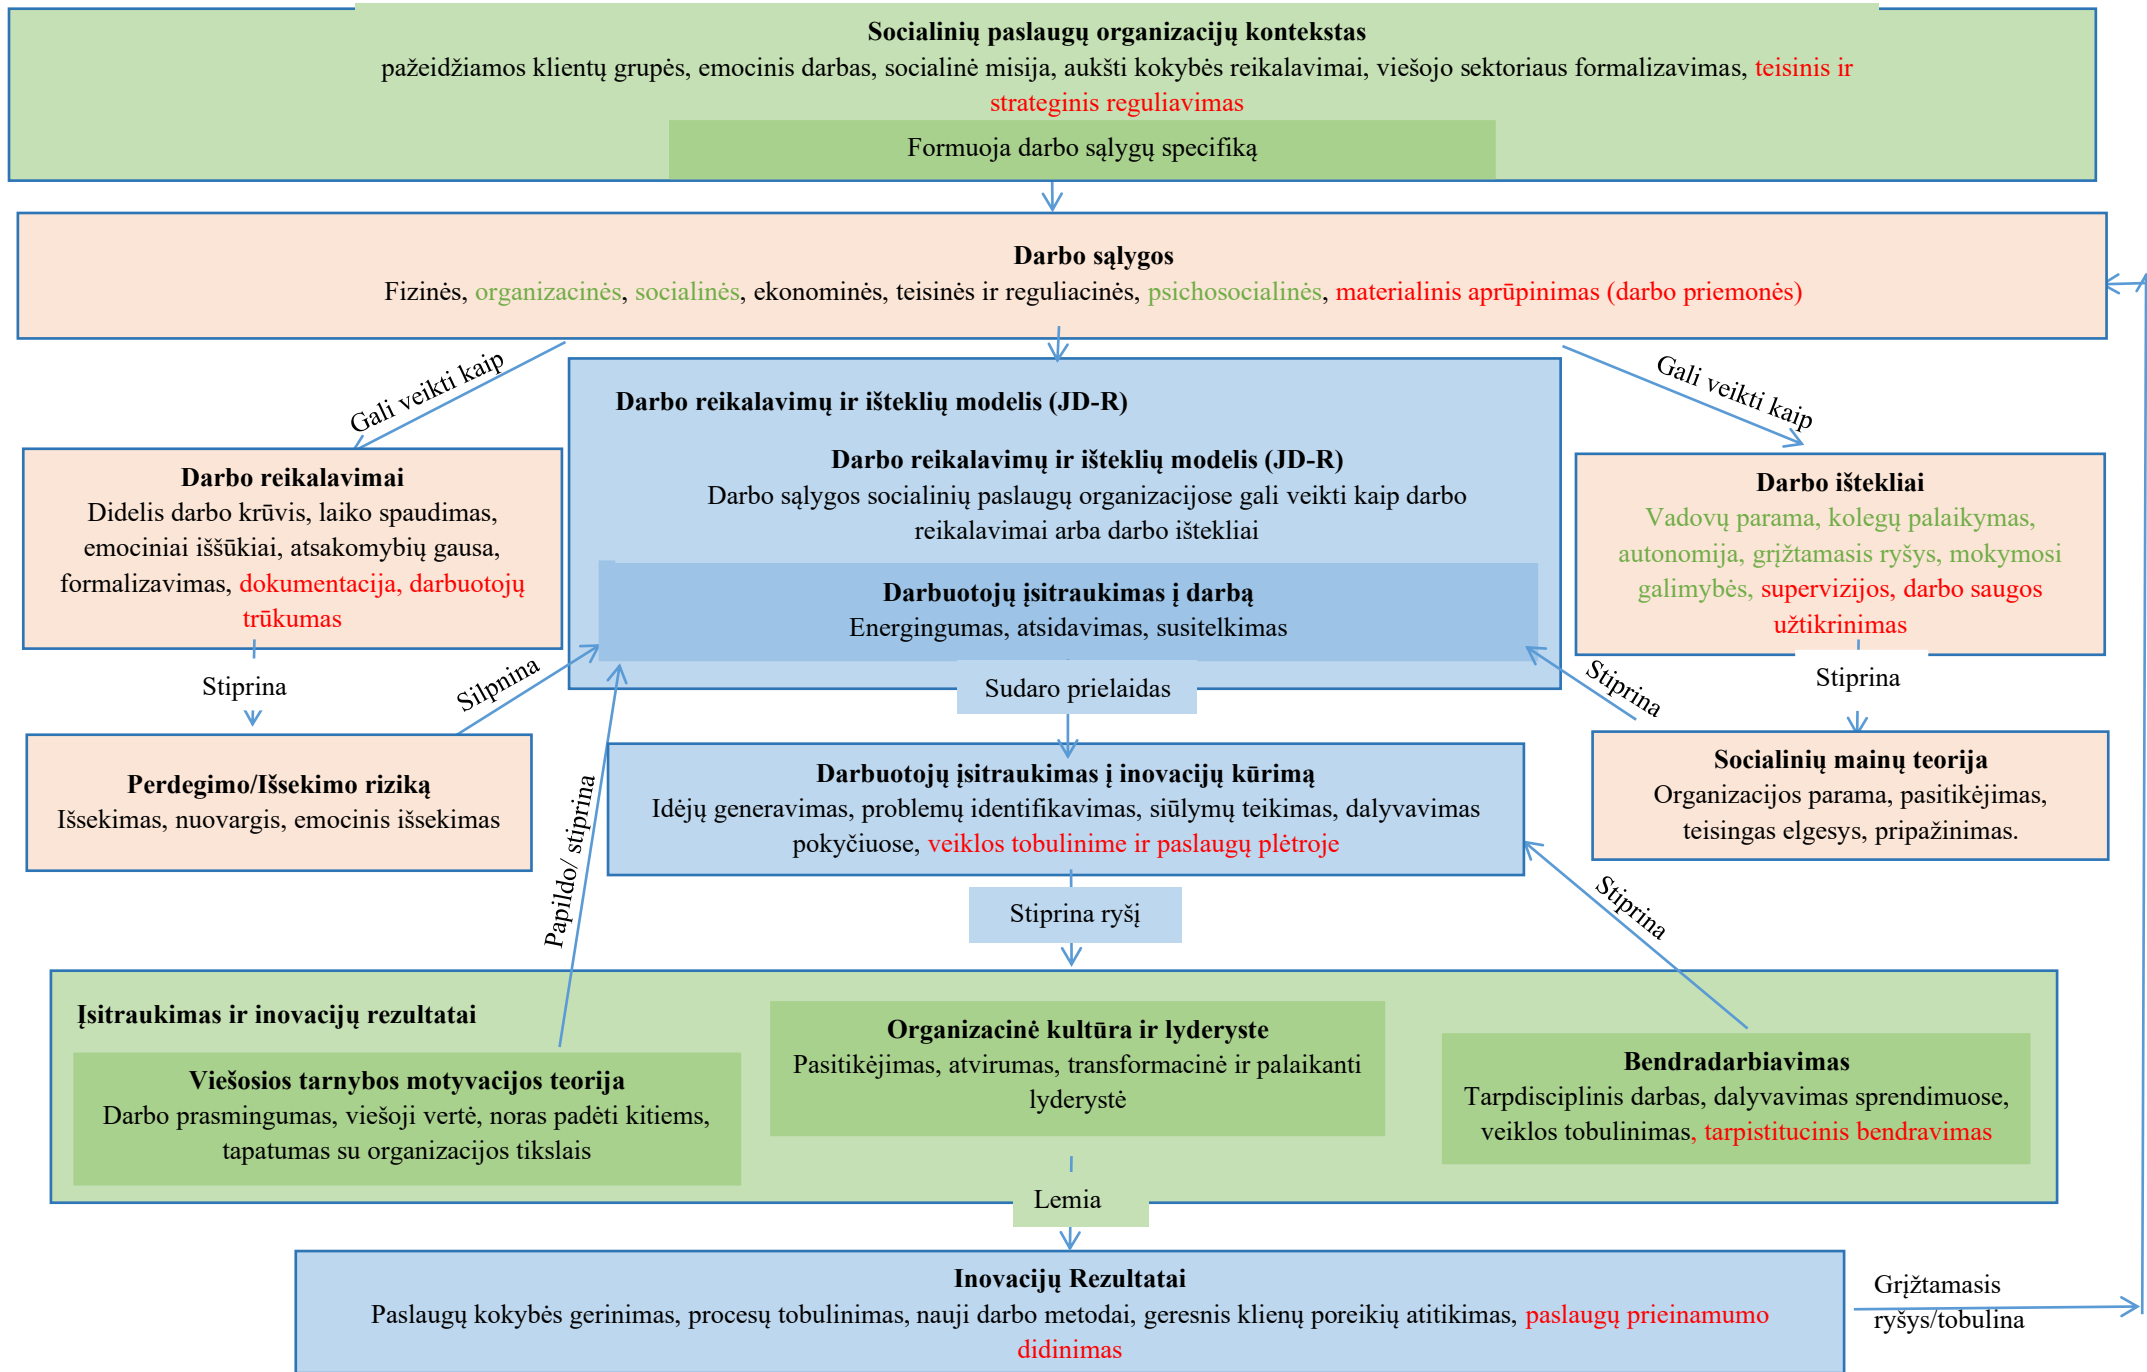 Socialinių paslaugų organizacijų kontekstas
pažeidžiamos klientų grupės, emocinis darbas, socialinė misija, aukšti kokybės reikalavimai, viešojo sektoriaus formalizavimas, teisinis ir
strateginis reguliavimas
Formuoja darbo sąlygų specifiką
Darbo sąlygos
Fizinės, organizacinės, socialinės, ekonominės, teisinės ir reguliacinės, psichosocialinės, materialinis aprūpinimas (darbo priemonės)
Gali veikti kaip
Gali veikti kaip
Darbo reikalavimų ir išteklių modelis (JD-R)
Darbo reikalavimų ir išteklių modelis (JD-R)
Darbo sąlygos socialinių paslaugų organizacijose gali veikti kaip darbo
reikalavimai arba darbo ištekliai
Darbuotojų įsitraukimas į darbą
Energingumas, atsidavimas, susitelkimas
Darbo reikalavimai
Didelis darbo krūvis, laiko spaudimas,
emociniai iššūkiai, atsakomybių gausa,
formalizavimas, dokumentacija, darbuotojų
trūkumas
Darbo ištekliai
Vadovų parama, kolegų palaikymas,
autonomija, grįžtamasis ryšys, mokymosi
galimybės, supervizijos, darbo saugos
užtikrinimas
Stiprina
Silpnina
Sudaro prielaidas
Stiprina
Stiprina
Perdegimo/Išsekimo riziką
Išsekimas, nuovargis, emocinis išsekimas
Darbuotojų įsitraukimas į inovacijų kūrimą
Idėjų generavimas, problemų identifikavimas, siūlymų teikimas, dalyvavimas
pokyčiuose, veiklos tobulinime ir paslaugų plėtroje
Socialinių mainų teorija
Organizacijos parama, pasitikėjimas,
teisingas elgesys, pripažinimas.
Papildo/ stiprina
Stiprina ryšį
Stiprina
Įsitraukimas ir inovacijų rezultatai
Viešosios tarnybos motyvacijos teorija
Darbo prasmingumas, viešoji vertė, noras padėti kitiems,
tapatumas su organizacijos tikslais
Organizacinė kultūra ir lyderyste
Pasitikėjimas, atvirumas, transformacinė ir palaikanti
lyderystė
Bendradarbiavimas
Tarpdisciplinis darbas, dalyvavimas sprendimuose,
veiklos tobulinimas, tarpistitucinis bendravimas
Lemia
Inovacijų Rezultatai
Paslaugų kokybės gerinimas, procesų tobulinimas, nauji darbo metodai, geresnis klienų poreikių atitikimas, paslaugų prieinamumo
didinimas
Grįžtamasis
ryšys/tobulina